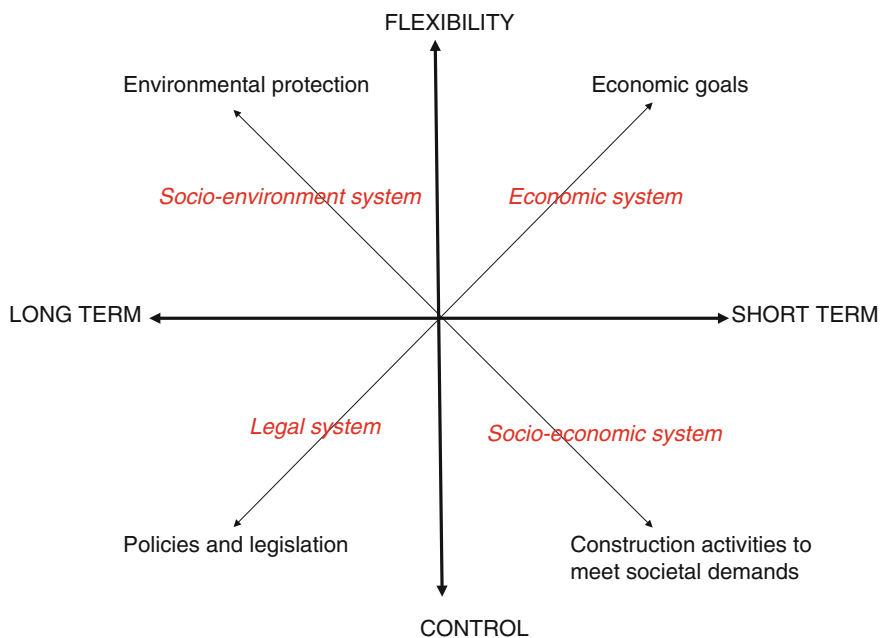 FLEXIBILITY
Environmental protection
Economic goals
Socio-environment system
Economic system
LONG TERM
SHORT TERM
Legal system
Socio-economic system
Policies and legislation
Construction activities to
meet societal demands
CONTROL